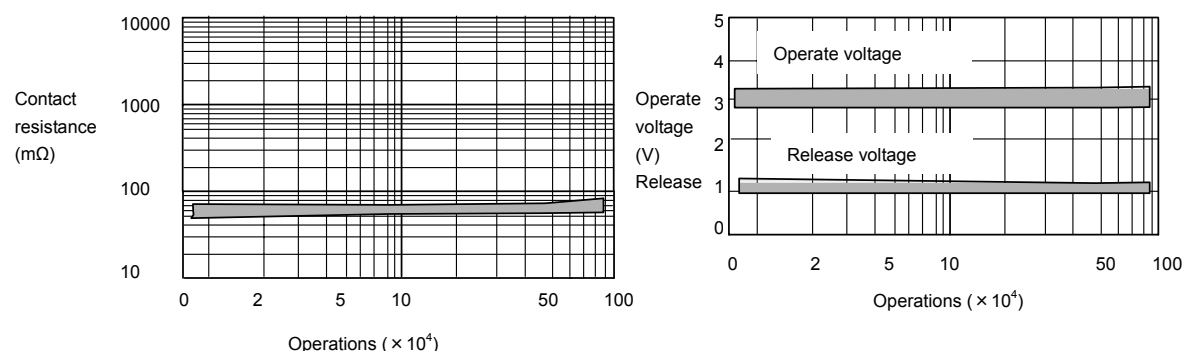 10000
1000
100
10
Contact
resistance
(mΩ)
0 2 5 10 50 100
Operations ( × 10⁴)
5
4
3
2
1
0
Operate
voltage
(V)
Release
Operate voltage
Release voltage
0 2 5 10 50 100
Operations ( × 10⁴)